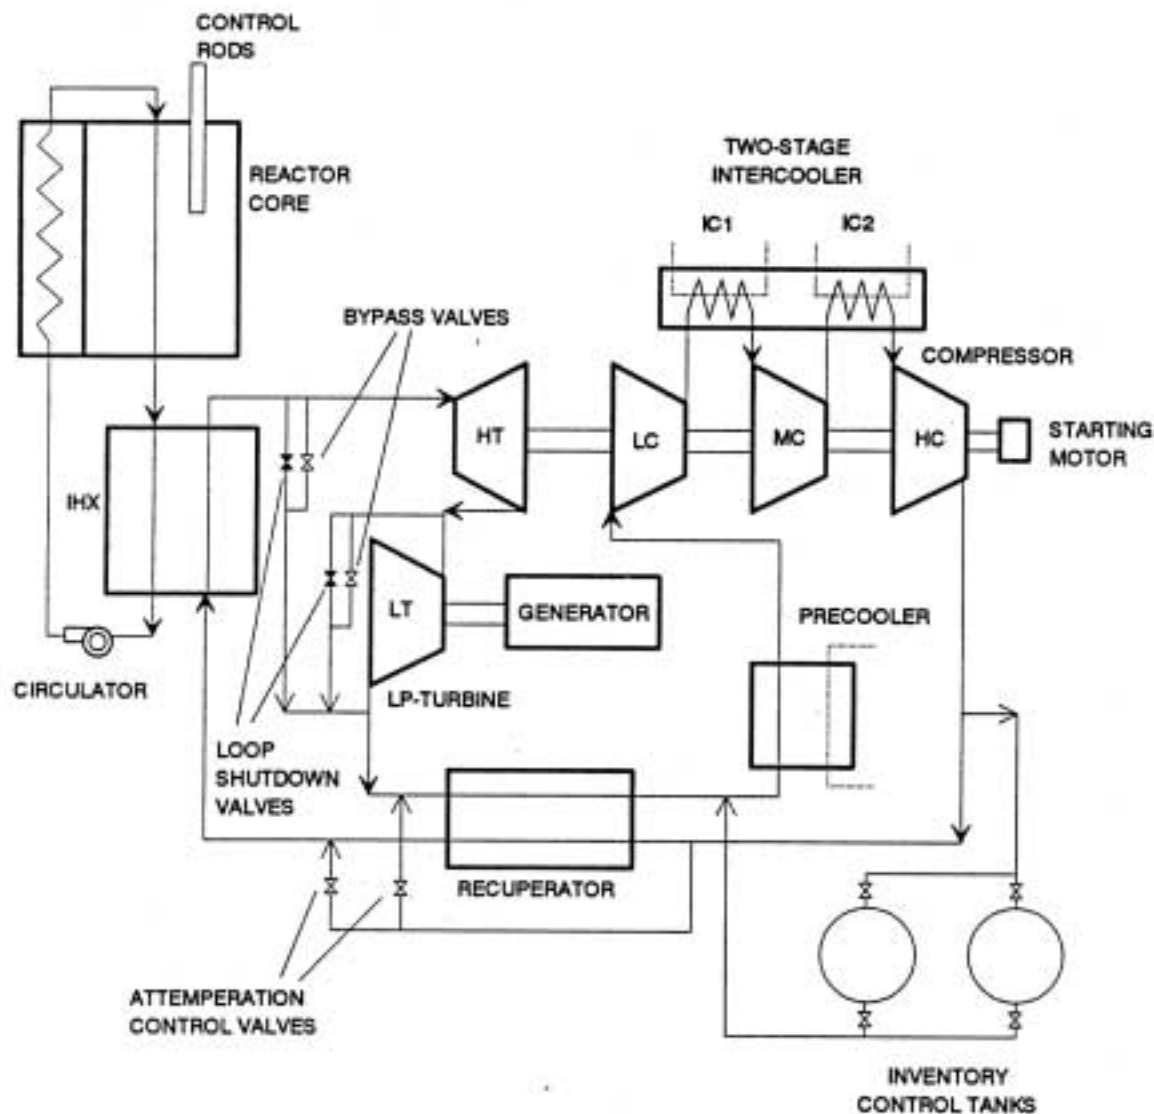 CONTROL
RODS
REACTOR
CORE
TWO-STAGE
INTERCOOLER
IC1
IC2
BYPASS VALVES
COMPRESSOR
HT
LC
MC
HC
STARTING
MOTOR
IHX
LT
GENERATOR
PRECOOLER
CIRCULATOR
LP-TURBINE
LOOP
SHUTDOWN
VALVES
RECUPERATOR
ATTEMPERATION
CONTROL VALVES
INVENTORY
CONTROL TANKS